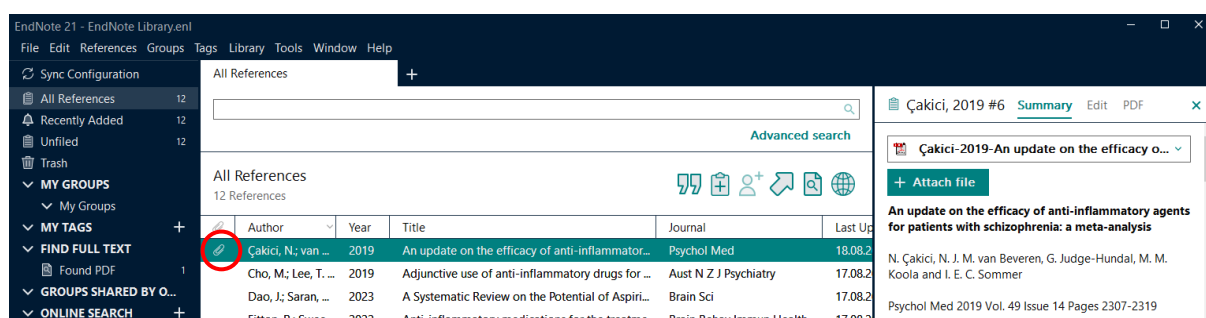 EndNote 21 - EndNote Library.enl
File Edit References Groups Tags Library Tools Window Help
Sync Configuration
All References 12
Recently Added 12
Unfiled 12
Trash
MY GROUPS
My Groups
MY TAGS +
FIND FULL TEXT
Found PDF 1
GROUPS SHARED BY O...
ONLINE SEARCH +
All References +
Advanced search
All References
12 References
Author Year Title Journal Last Up
Çakici, N.; van ... 2019 An update on the efficacy of anti-inflammator... Psychol Med 18.08.2
Cho, M.; Lee, T. ... 2019 Adjunctive use of anti-inflammatory drugs for ... Aust N Z J Psychiatry 17.08.2
Dao, J.; Saran, ... 2023 A Systematic Review on the Potential of Aspiri... Brain Sci 17.08.2
Çakici, 2019 #6 Summary Edit PDF
Çakici-2019-An update on the efficacy o...
+ Attach file
An update on the efficacy of anti-inflammatory agents
for patients with schizophrenia: a meta-analysis
N. Çakici, N. J. M. van Beveren, G. Judge-Hundal, M. M.
Koola and I. E. C. Sommer
Psychol Med 2019 Vol. 49 Issue 14 Pages 2307-2319